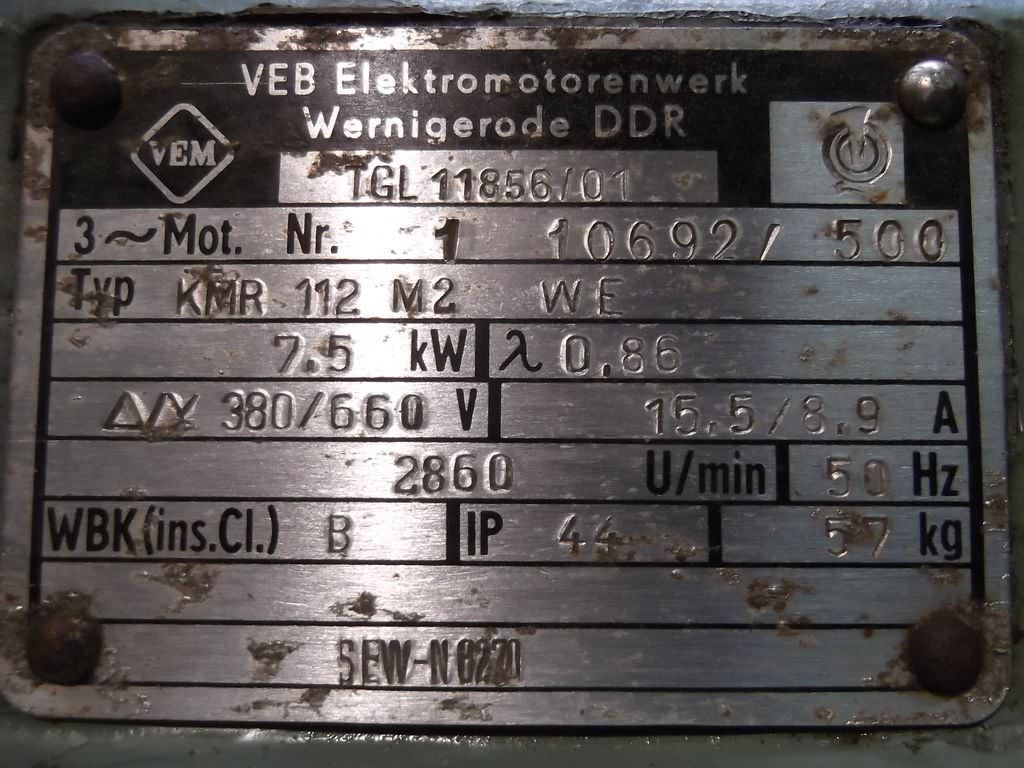 VEB Elektromotorenwerk
Wernigerode DDR
VEM
TGL 11856/01
3~Mot. Nr. 1 10692/ 500
Typ KMR 112 M2 WE
7.5 kW λ 0,86
Δ/Y 380/660 V 15,5/8,9 A
2860 U/min 50 Hz
WBK(ins.Cl.) B IP 44 57 kg